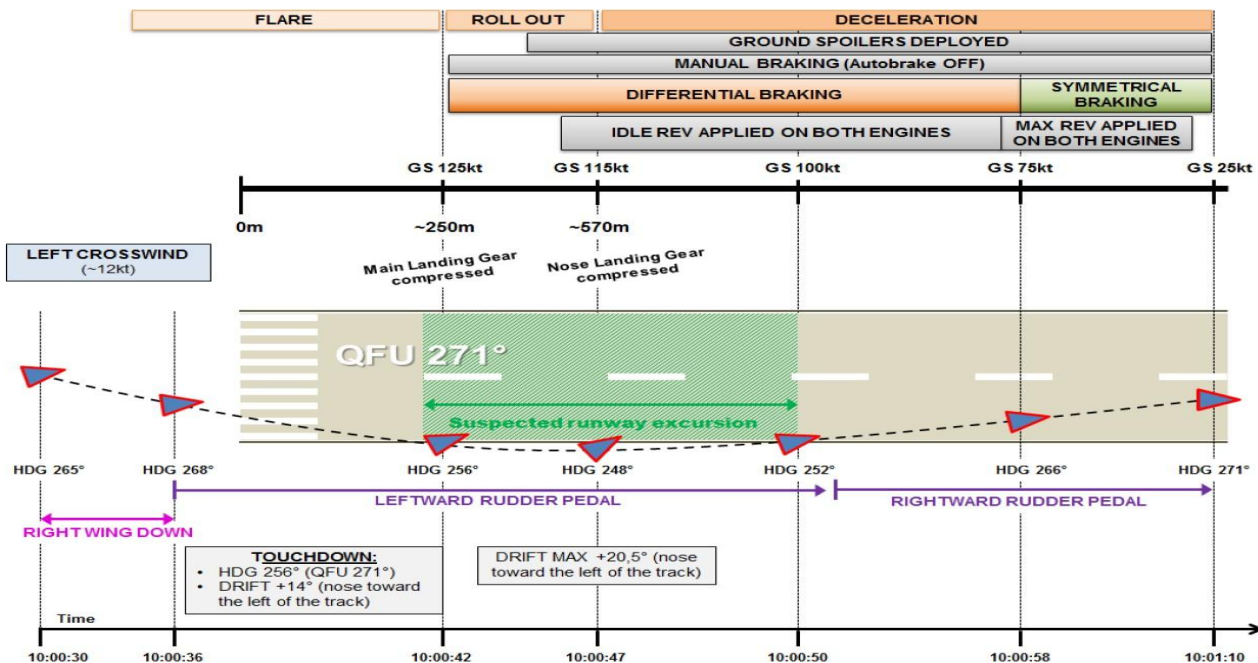 FLARE
ROLL OUT
DECELERATION
GROUND SPOILERS DEPLOYED
MANUAL BRAKING (Autobrake OFF)
DIFFERENTIAL BRAKING
SYMMETRICAL
BRAKING
IDLE REV APPLIED ON BOTH ENGINES
MAX REV APPLIED
ON BOTH ENGINES
GS 125kt
GS 115kt
GS 100kt
GS 75kt
GS 25kt
0m
~250m
~570m
LEFT CROSSWIND
(~12kt)
Main Landing Gear
compressed
Nose Landing Gear
compressed
QFU 271°
Suspected runway excursion
HDG 265°
HDG 268°
HDG 256°
HDG 248°
HDG 252°
HDG 266°
HDG 271°
LEFTWARD RUDDER PEDAL
RIGHTWARD RUDDER PEDAL
RIGHT WING DOWN
TOUCHDOWN:
• HDG 256° (QFU 271°)
• DRIFT +14° (nose toward
the left of the track)
DRIFT MAX +20,5° (nose
toward the left of the track)
Time
10:00:30
10:00:36
10:00:42
10:00:47
10:00:50
10:00:58
10:01:10